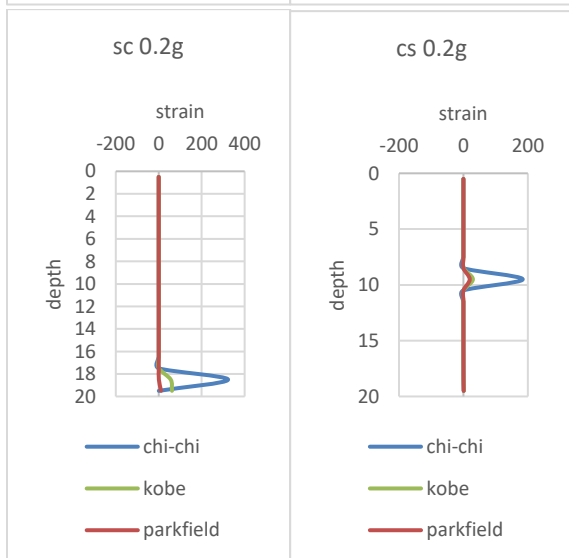 sc 0.2g
strain
-200 0 200 400
0
2
4
6
8
10
12
14
16
18
20
depth
chi-chi
kobe
parkfield
cs 0.2g
strain
-200 0 200
0
5
10
15
20
depth
chi-chi
kobe
parkfield